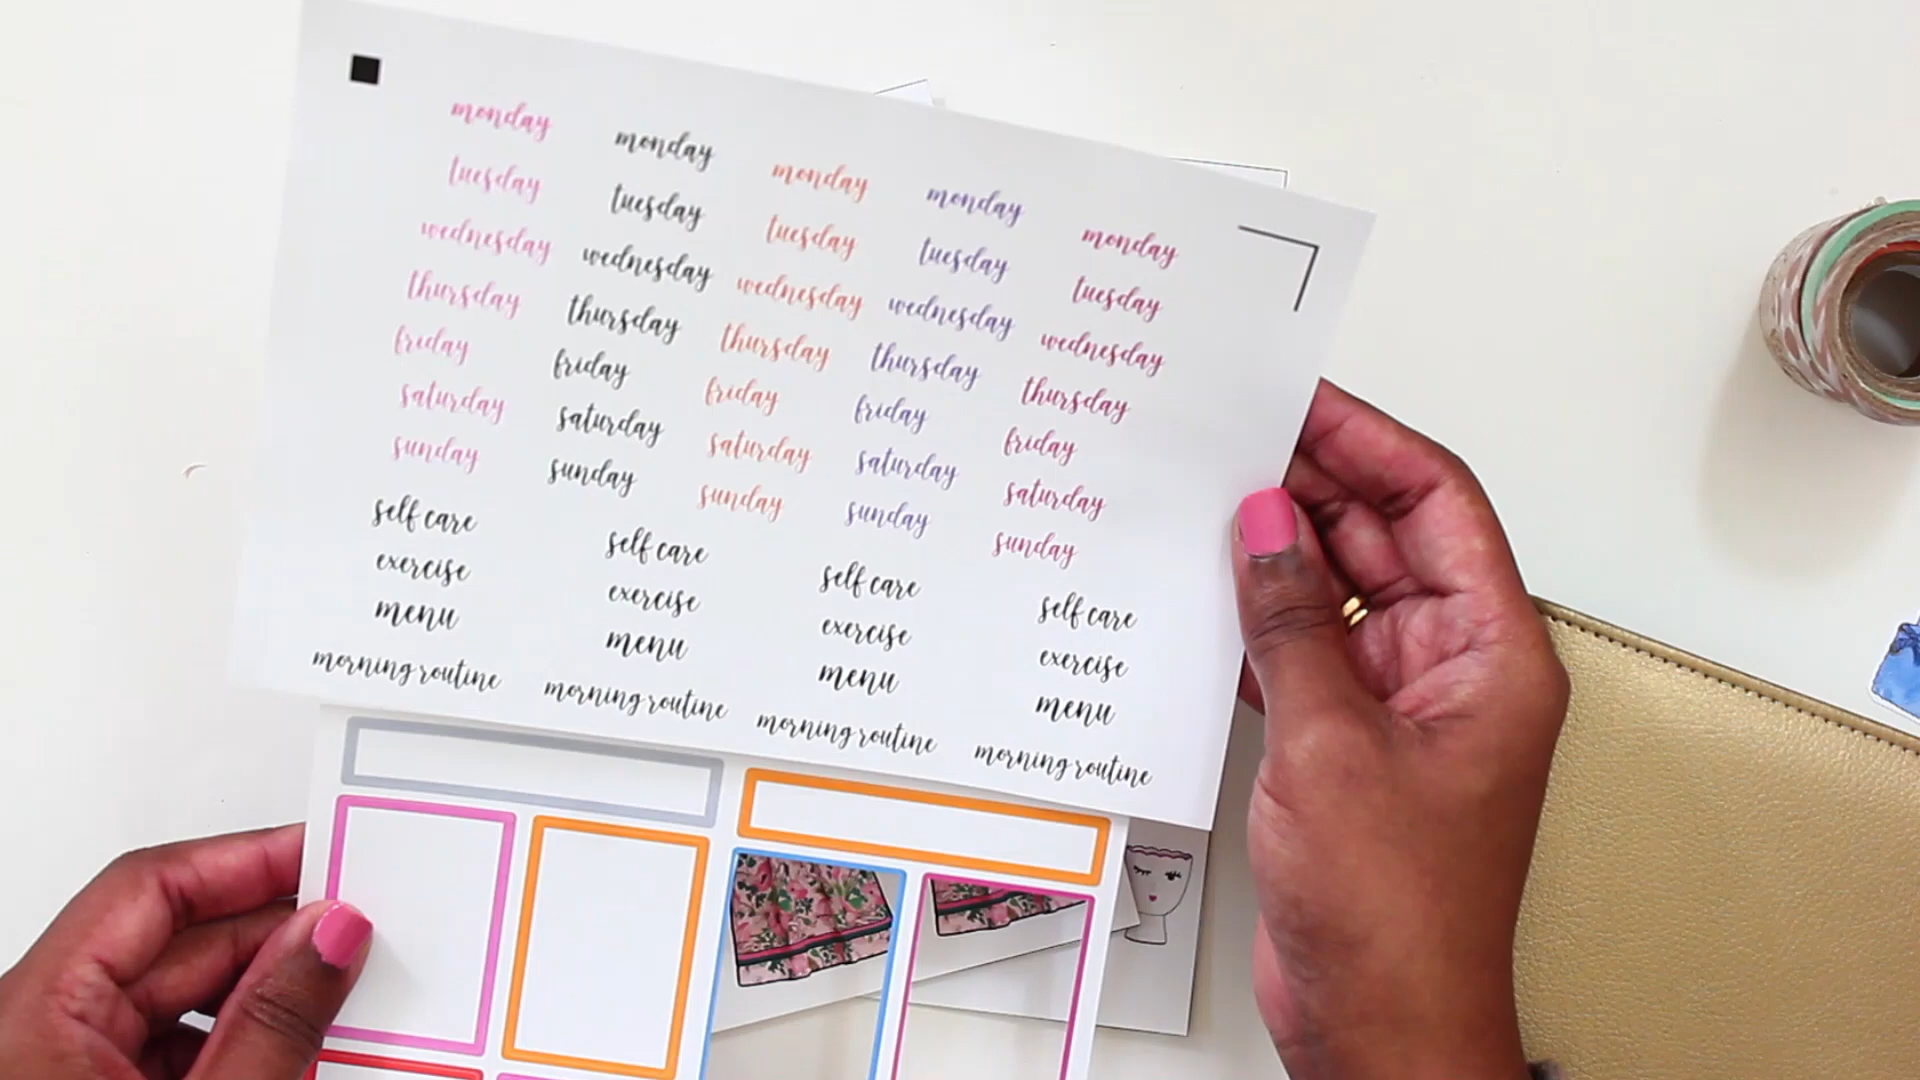 monday monday monday monday monday
tuesday tuesday tuesday tuesday tuesday
wednesday wednesday wednesday wednesday wednesday
thursday thursday thursday thursday thursday
friday friday friday friday friday
saturday saturday saturday saturday saturday
sunday sunday sunday sunday sunday
self care self care self care self care
exercise exercise exercise exercise
menu menu menu menu
morning routine morning routine morning routine morning routine